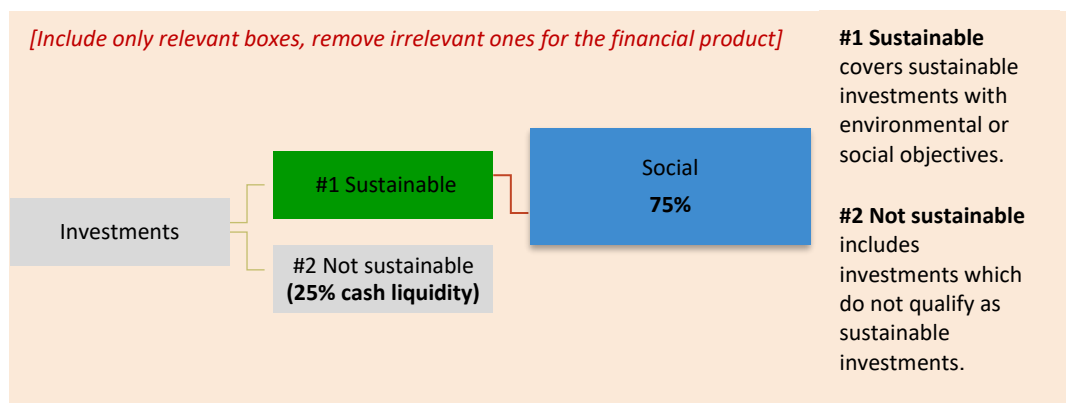 [Include only relevant boxes, remove irrelevant ones for the financial product]
Investments
#1 Sustainable
#2 Not sustainable
(25% cash liquidity)
Social
75%
#1 Sustainable
covers sustainable
investments with
environmental or
social objectives.
#2 Not sustainable
includes
investments which
do not qualify as
sustainable
investments.